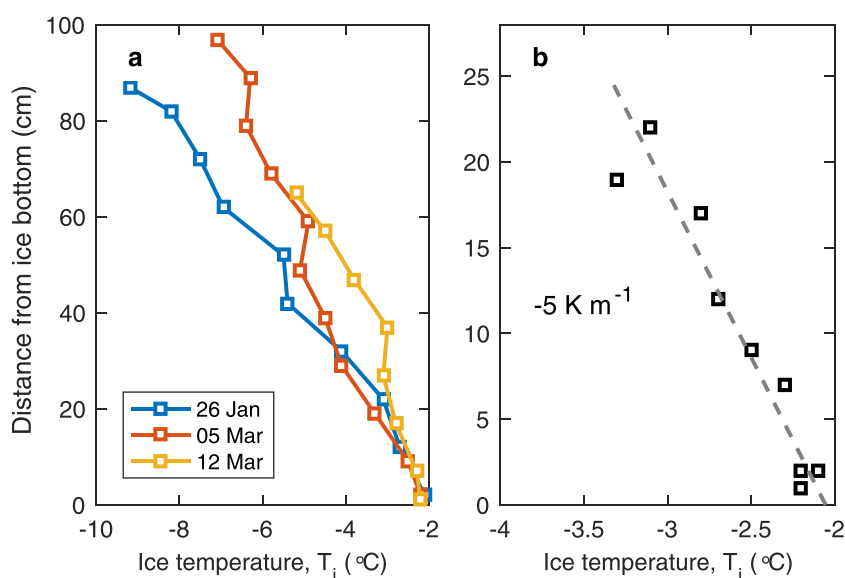 a
100
80
60
40
20
0
Distance from ice bottom (cm)
26 Jan
05 Mar
12 Mar
-10
-8
-6
-4
-2
Ice temperature, T_i (°C)
b
25
20
15
10
5
0
-5 K m^-1
-4
-3.5
-3
-2.5
-2
Ice temperature, T_i (°C)